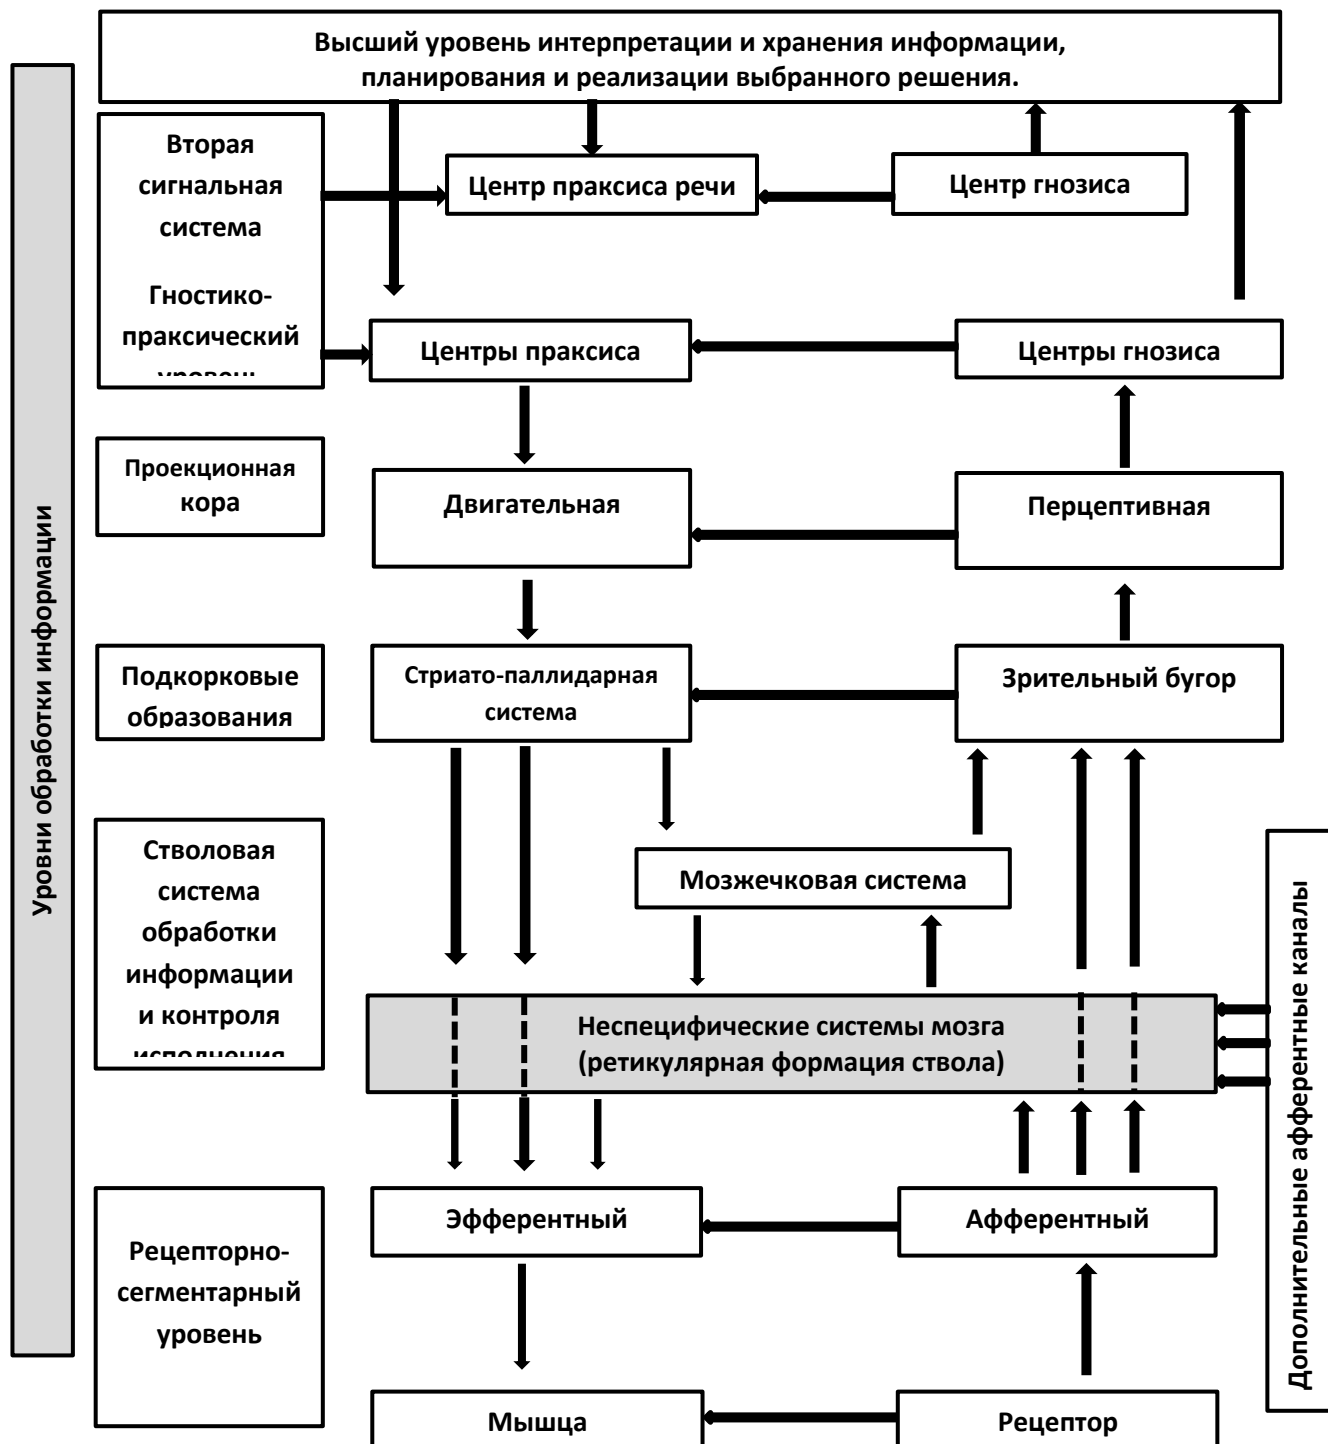 Высший уровень интерпретации и хранения информации,
планирования и реализации выбранного решения.
Уровни обработки информации
Вторая
сигнальная
система
Гностико-
праксический
уровень
Центр праксиса речи
Центр гнозиса
Центры праксиса
Центры гнозиса
Проекционная
кора
Двигательная
Перцептивная
Подкорковые
образования
Стриато-паллидарная
система
Зрительный бугор
Стволовая
система
обработки
информации
и контроля
исполнения
Мозжечковая система
Неспецифические системы мозга
(ретикулярная формация ствола)
Дополнительные афферентные каналы
Рецепторно-
сегментарный
уровень
Эфферентный
Афферентный
Мышца
Рецептор